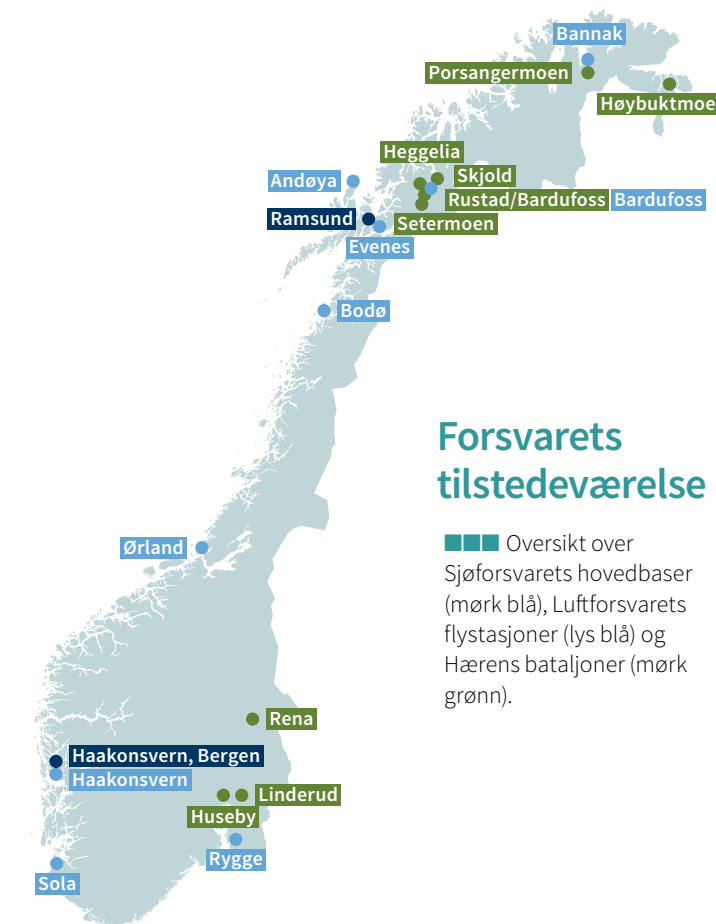 Bannak
Porsangermoen
Høybuktmoe
Heggelia
Skjold
Andøya
Rustad/Bardufoss Bardufoss
Ramsund
Setermoen
Evenes
Bodø
Forsvarets
tilstedeværelse
Oversikt over
Sjøforsvarets hovedbaser
(mørk blå), Luftforsvarets
flystasjoner (lys blå) og
Hærens bataljoner (mørk
grønn).
Ørland
Rena
Haakonsvern, Bergen
Haakonsvern
Linderud
Huseby
Rygge
Sola